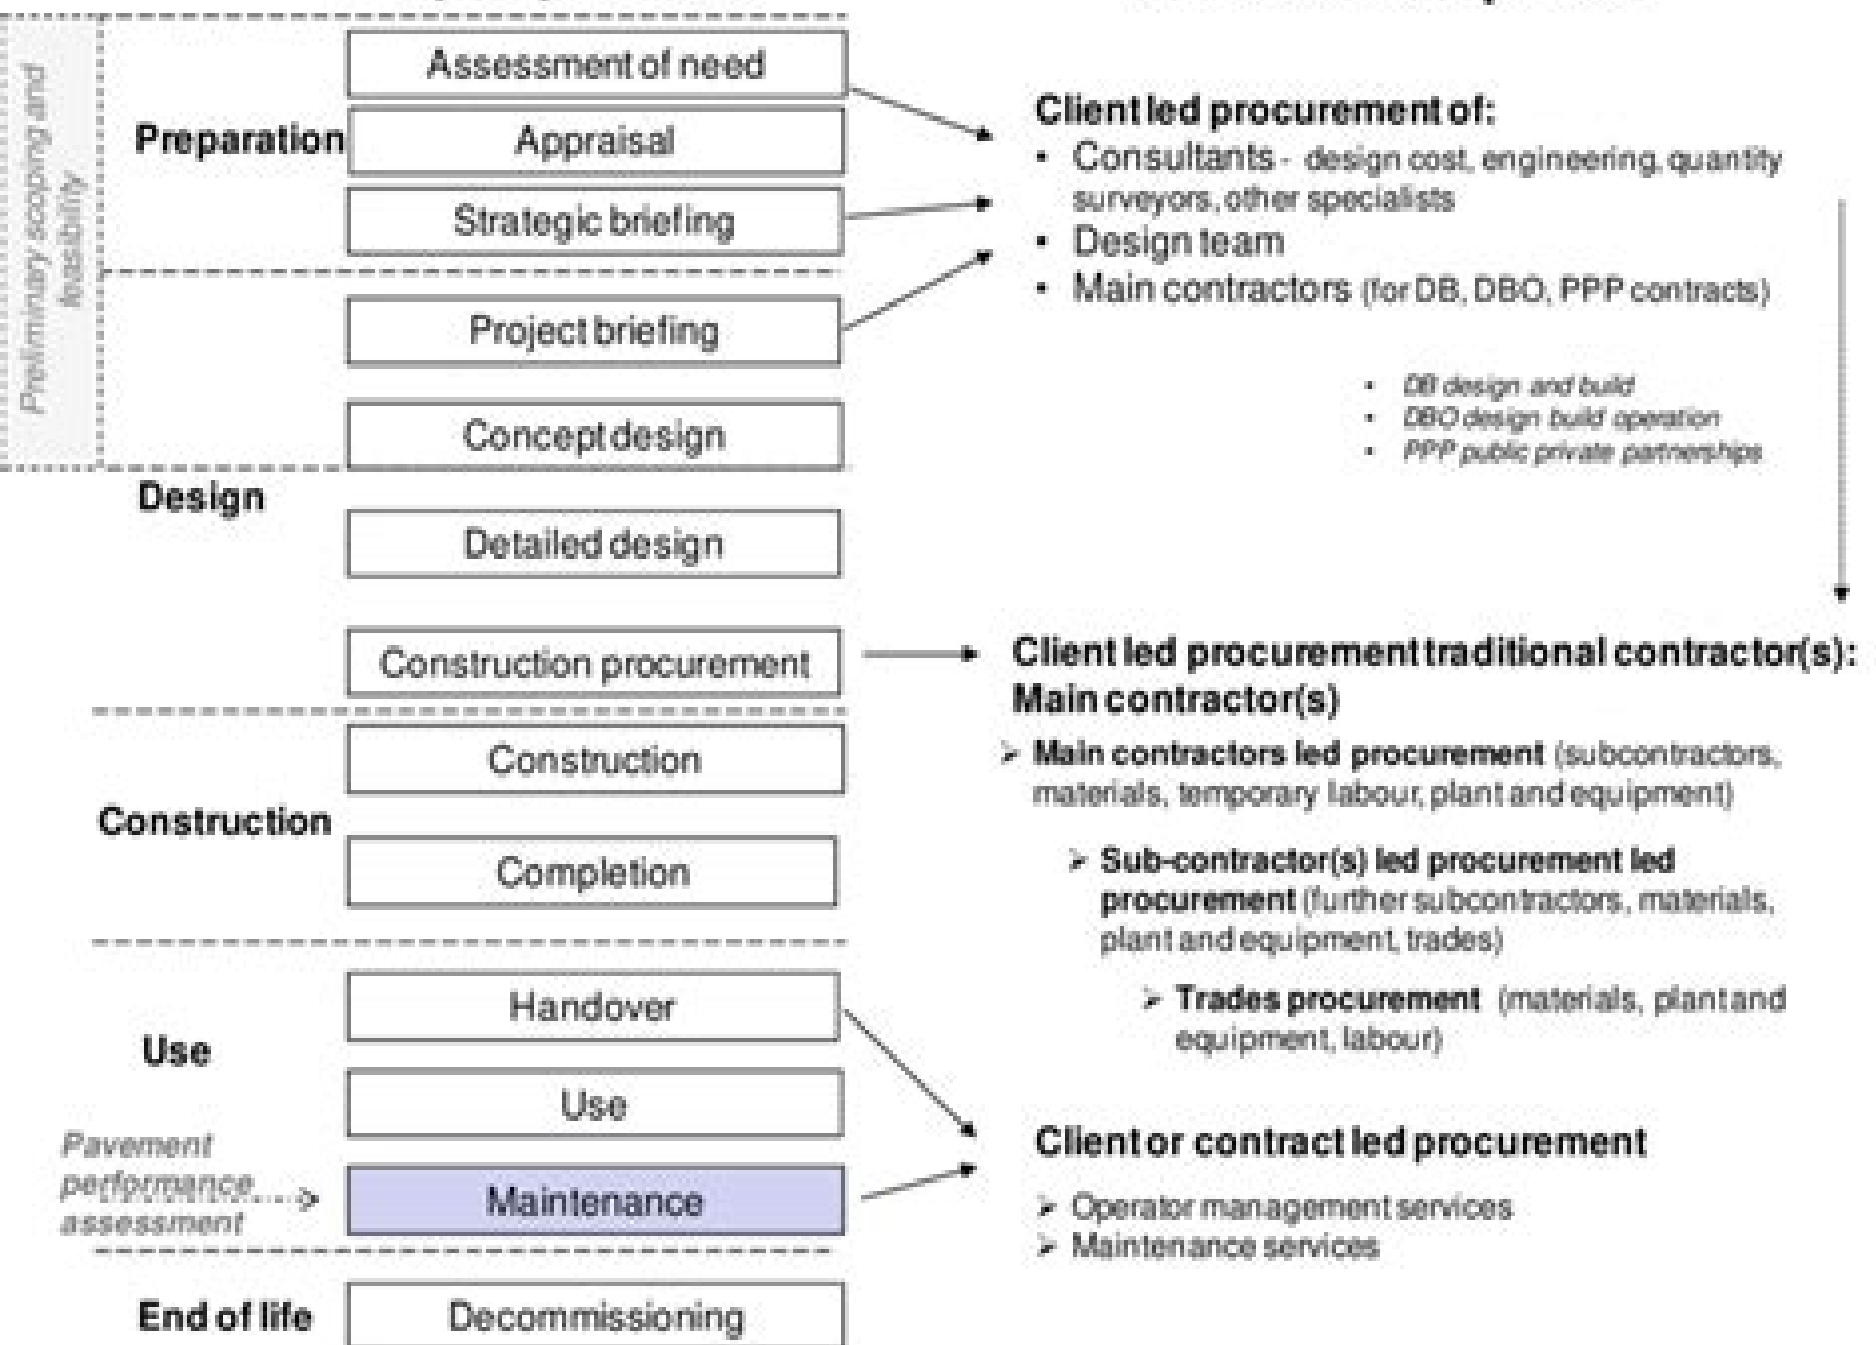 Preliminary scoping and
feasibility
Preparation
Assessment of need
Appraisal
Strategic briefing
Project briefing
Concept design
Design
Detailed design
Construction procurement
Construction
Construction
Completion
Use
Handover
Use
Pavement
performance
assessment
Maintenance
End of life
Decommissioning
Client led procurement of:
• Consultants - design cost, engineering, quantity
surveyors, other specialists
• Design team
• Main contractors (for DB, DBO, PPP contracts)
• DB design and build
• DBO design build operation
• PPP public private partnerships
Client led procurement traditional contractor(s):
Main contractor(s)
➢ Main contractors led procurement (subcontractors,
materials, temporary labour, plant and equipment)
➢ Sub-contractor(s) led procurement led
procurement (further subcontractors, materials,
plant and equipment, trades)
➢ Trades procurement (materials, plant and
equipment, labour)
Client or contract led procurement
➢ Operator management services
➢ Maintenance services